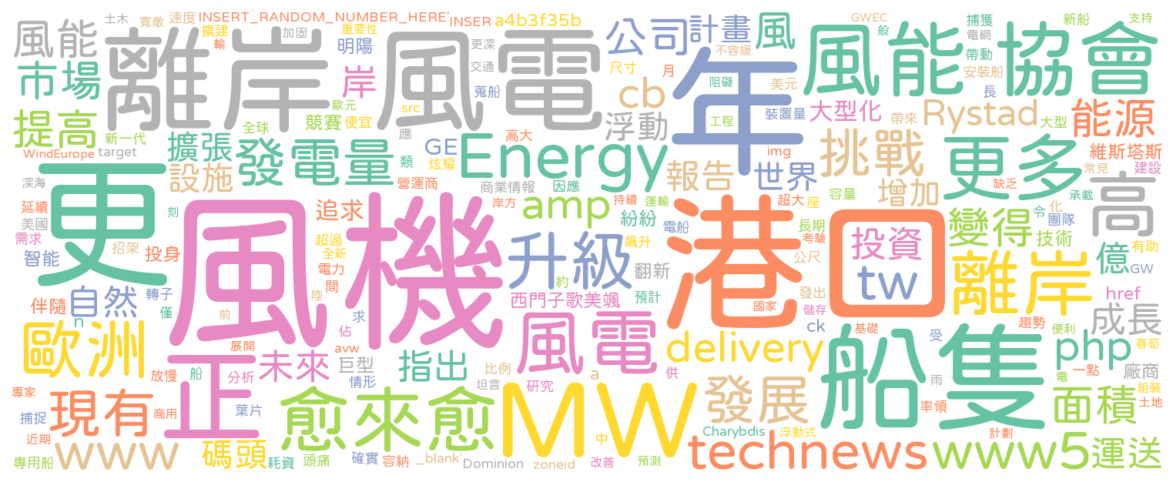 土木 寬敞 速度 INSERT_RANDOM_NUMBER_HERE' INSER a4b3f35b
風能 擴建 加固 重要性 更深 公司 計畫 風 GWEC 捕獲 新船 支持
市場 離岸 風電 輸 明陽 交通 岸 蒐船 尺寸 月 不容緩 年 般 電網 帶動 安裝船 風能 協會
提高 新一代 全球 歐元 src 競賽 便宜 應 cb 浮動 阻礙 美元 長 裝置量 大型化 帶來 Rystad 大型 能源
WindEurope target 擴張 發電量 類 GE 炫耀 高大 Energy 工程 img 挑戰 更多 維斯塔斯
深海 設施 營運商 商業情報 因應 報告 世界 容量 增加 常見 缺乏 建設 承載
延續 更 刻 追求 岸方 amp 持續 運輸 超大 座 高
美國 招架 風機 超過 全新 紛紛 電船 港口 長期 考驗 投資 變得 令 化 團隊
需求 智能 投身 電力 間 升級 飆升 翻新 公尺 技術 億 有助 GW
伴隨 自然 轉子 僅 陸 約 西門子歌美颯 預計 發出 儲存 tw 離岸 href
n 求 佔 風電 國家 ck 基礎 受 趨勢 成長 便利 春筍
歐洲 正 前 展開 avw 巨型 delivery 船隻 php 廠商
船 未來 指出 比例 a 供 雨 電 一點
專家 放慢 分析 情形 坦言 研究 發展 率領 組裝 土地
捕捉 現有 商用 葉片 愈來愈 MW 面積
近期 中 Charybdis 浮動式 計劃
專用船 www 碼頭 耗資 頭痛 確實 容納 _blank' Dominion zoneid 改善 預測 technews www5 運送